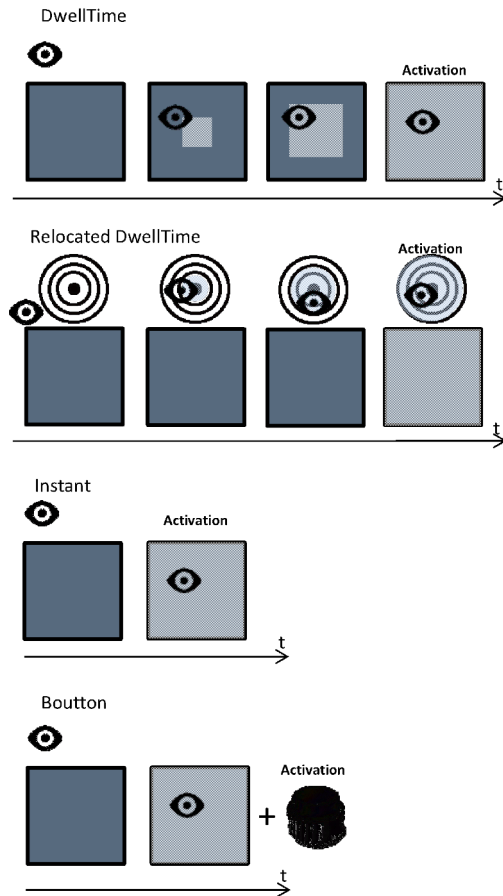 DwellTime
Activation
t
Relocated DwellTime
Activation
t
Instant
Activation
t
Boutton
Activation
+
t